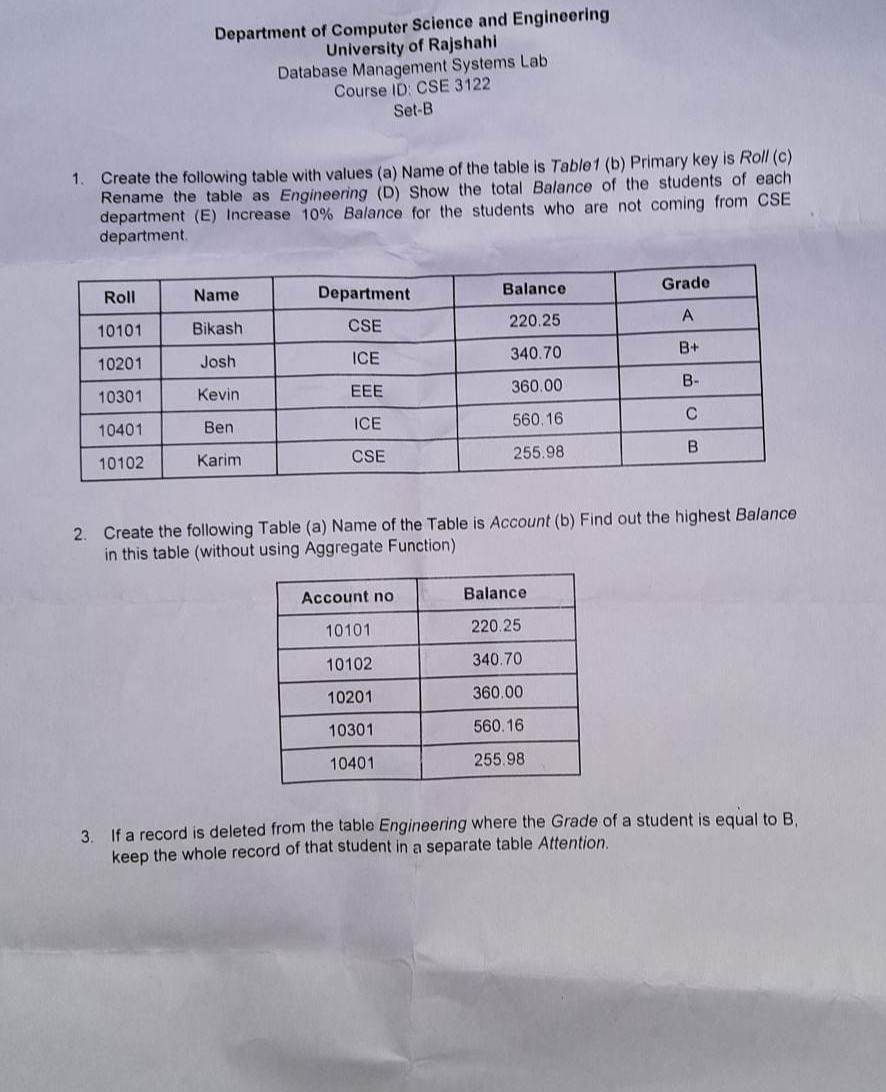 Department of Computer Science and Engineering
University of Rajshahi
Database Management Systems Lab
Course ID: CSE 3122
Set-B
1. Create the following table with values (a) Name of the table is Table1 (b) Primary key is Roll (c)
Rename the table as Engineering (D) Show the total Balance of the students of each
department (E) Increase 10% Balance for the students who are not coming from CSE
department.
Roll Name Department Balance Grade
10101 Bikash CSE 220.25 A
10201 Josh ICE 340.70 B+
10301 Kevin EEE 360.00 B-
10401 Ben ICE 560.16 C
10102 Karim CSE 255.98 B
2. Create the following Table (a) Name of the Table is Account (b) Find out the highest Balance
in this table (without using Aggregate Function)
Account no Balance
10101 220.25
10102 340.70
10201 360.00
10301 560.16
10401 255.98
3. If a record is deleted from the table Engineering where the Grade of a student is equal to B,
keep the whole record of that student in a separate table Attention.